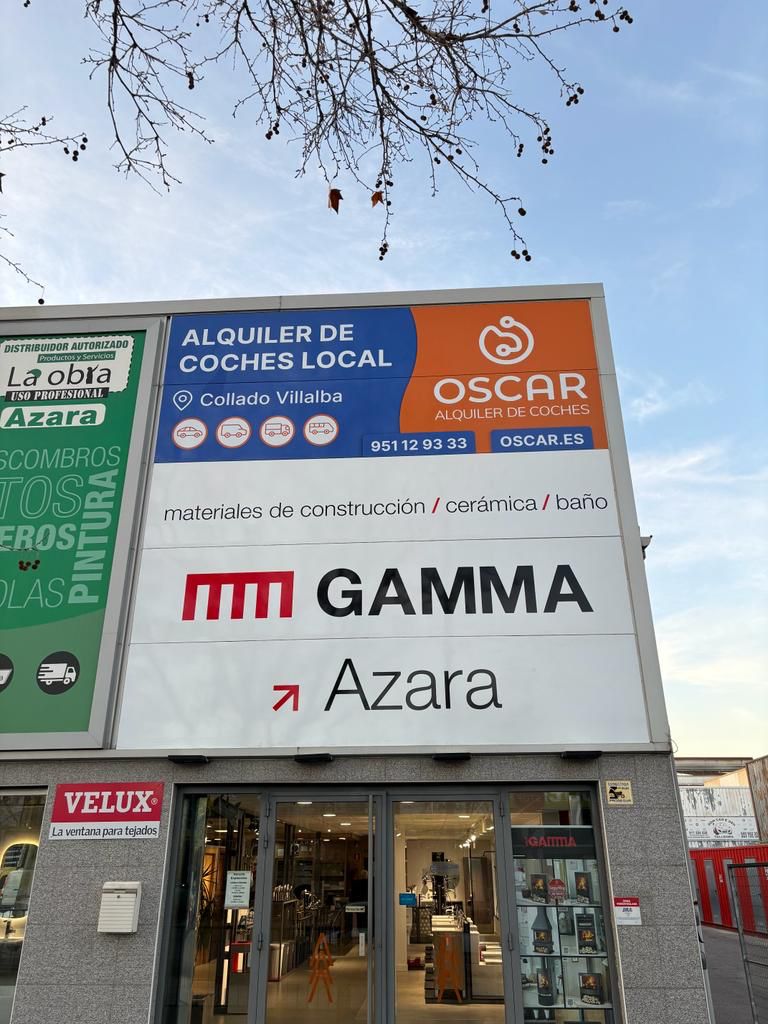 DISTRIBUIDOR AUTORIZADO
Productos y Servicios
La obra
USO PROFESIONAL
Azara
SCOMBROS
TOS
EROS
OLAS
PINTURA
ALQUILER DE
COCHES LOCAL
Collado Villalba
OSCAR
ALQUILER DE COCHES
951 12 93 33
OSCAR.ES
materiales de construcción / cerámica / baño
GAMMA
Azara
VELUX
La ventana para tejados
GAMMA